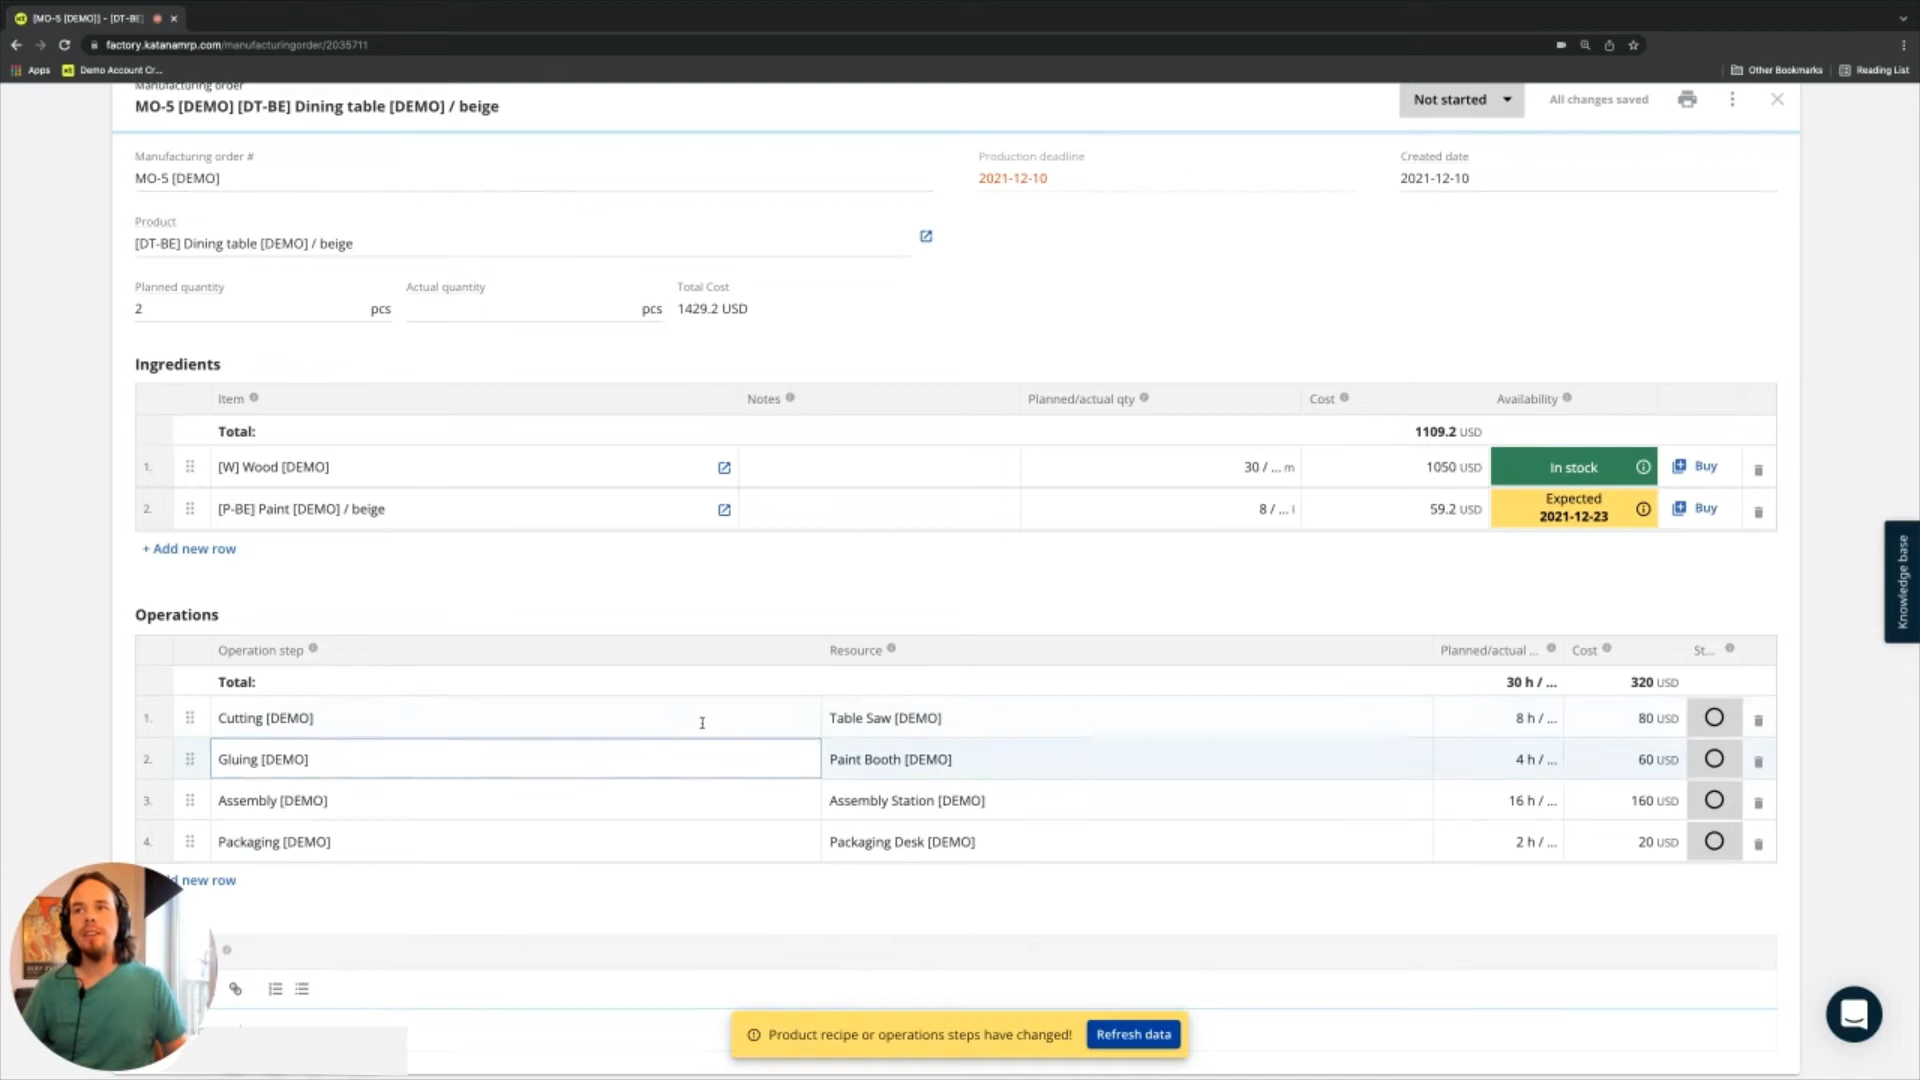 [MO-5 [DEMO]] - [DT-BE]
factory.katanamrp.com/manufacturingorder/2035711
Apps
Demo Account Cr...
Other Bookmarks
Reading List
Manufacturing order
MO-5 [DEMO] [DT-BE] Dining table [DEMO] / beige
Not started
All changes saved
Manufacturing order #
Production deadline
Created date
MO-5 [DEMO]
2021-12-10
2021-12-10
Product
[DT-BE] Dining table [DEMO] / beige
Planned quantity
Actual quantity
Total Cost
2 pcs
pcs
1429.2 USD
Ingredients
Item
Notes
Planned/actual qty
Cost
Availability
Total:
1109.2 USD
1. [W] Wood [DEMO] 30 / ... m 1050 USD In stock Buy
2. [P-BE] Paint [DEMO] / beige 8 / ... l 59.2 USD Expected 2021-12-23 Buy
+ Add new row
Knowledge base
Operations
Operation step
Resource
Planned/actual ...
Cost
St...
Total: 30 h / ... 320 USD
1. Cutting [DEMO] Table Saw [DEMO] 8 h / ... 80 USD
2. Gluing [DEMO] Paint Booth [DEMO] 4 h / ... 60 USD
3. Assembly [DEMO] Assembly Station [DEMO] 16 h / ... 160 USD
4. Packaging [DEMO] Packaging Desk [DEMO] 2 h / ... 20 USD
d new row
Product recipe or operations steps have changed!
Refresh data